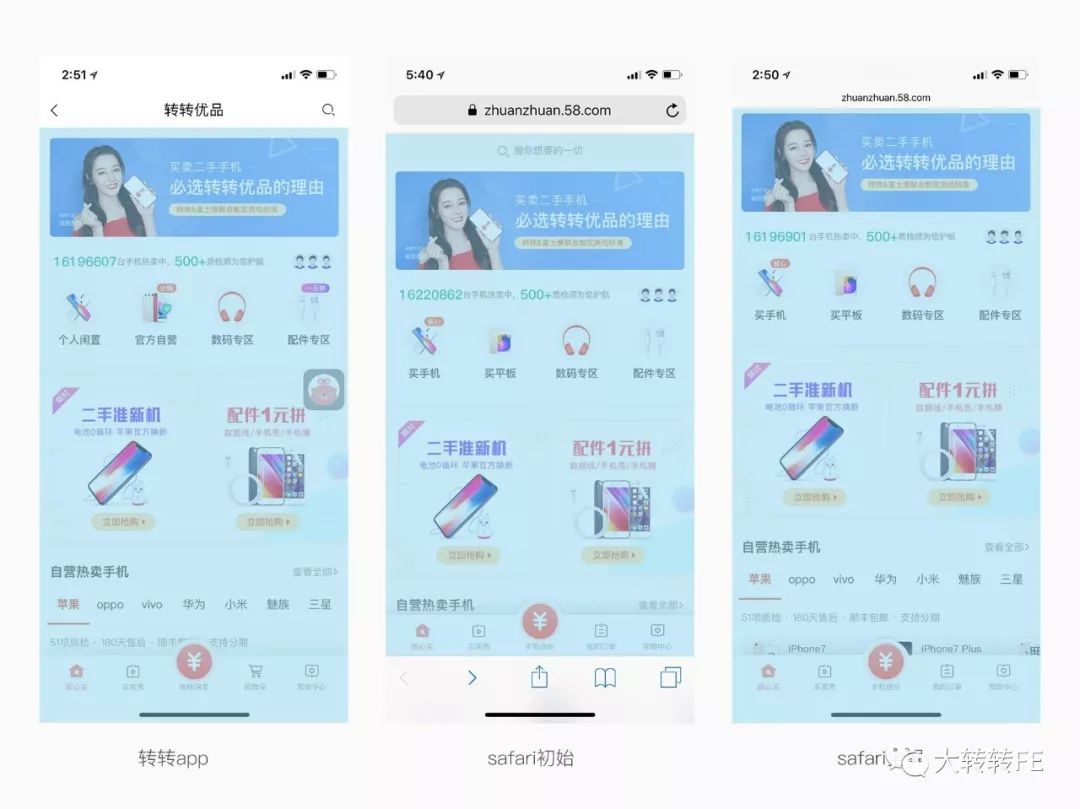 2:51
转转优品
买卖二手手机
必选转转优品的理由
转转&富士康联合制定质检标准
16196607台手机热卖中，500+质检师为您护航
个人闲置
官方自营
数码专区
一元拼
配件专区
二手准新机
电池0循环 苹果官方换新
立即抢购
配件1元拼
数据线/手机壳/手机膜
立即抢购
自营热卖手机
查看全部>
苹果 oppo vivo 华为 小米 魅族 三星
51项质检 · 180天售后 · 顺丰包邮 · 支持分期
放心买
买家秀
¥
购物车
帮助中心
转转app
5:40
zhuanzhuan.58.com
搜你想要的一切
买卖二手手机
必选转转优品的理由
转转&富士康联合制定质检标准
16220862台手机热卖中，500+质检师为您护航
放心
买手机
买平板
数码专区
配件专区
二手准新机
电池0循环 苹果官方换新
立即抢购
配件1元拼
数据线/手机壳/手机膜
立即抢购
自营热卖手机
查看全部>
放心买
买家秀
¥
手机估价
我的订单
帮助中心
safari初始
2:50
zhuanzhuan.58.com
买卖二手手机
必选转转优品的理由
转转&富士康联合制定质检标准
16196901台手机热卖中，500+质检师为您护航
放心
买手机
买平板
数码专区
配件专区
二手准新机
电池0循环 苹果官方换新
立即抢购
配件1元拼
数据线/手机壳/手机膜
立即抢购
自营热卖手机
查看全部>
苹果 oppo vivo 华为 小米 魅族 三星
51项质检 · 180天售后 · 顺丰包邮 · 支持分期
iPhone7
iPhone7 Plus
放心买
买家秀
¥
手机估价
我的订单
帮助中心
safari
大转转FE